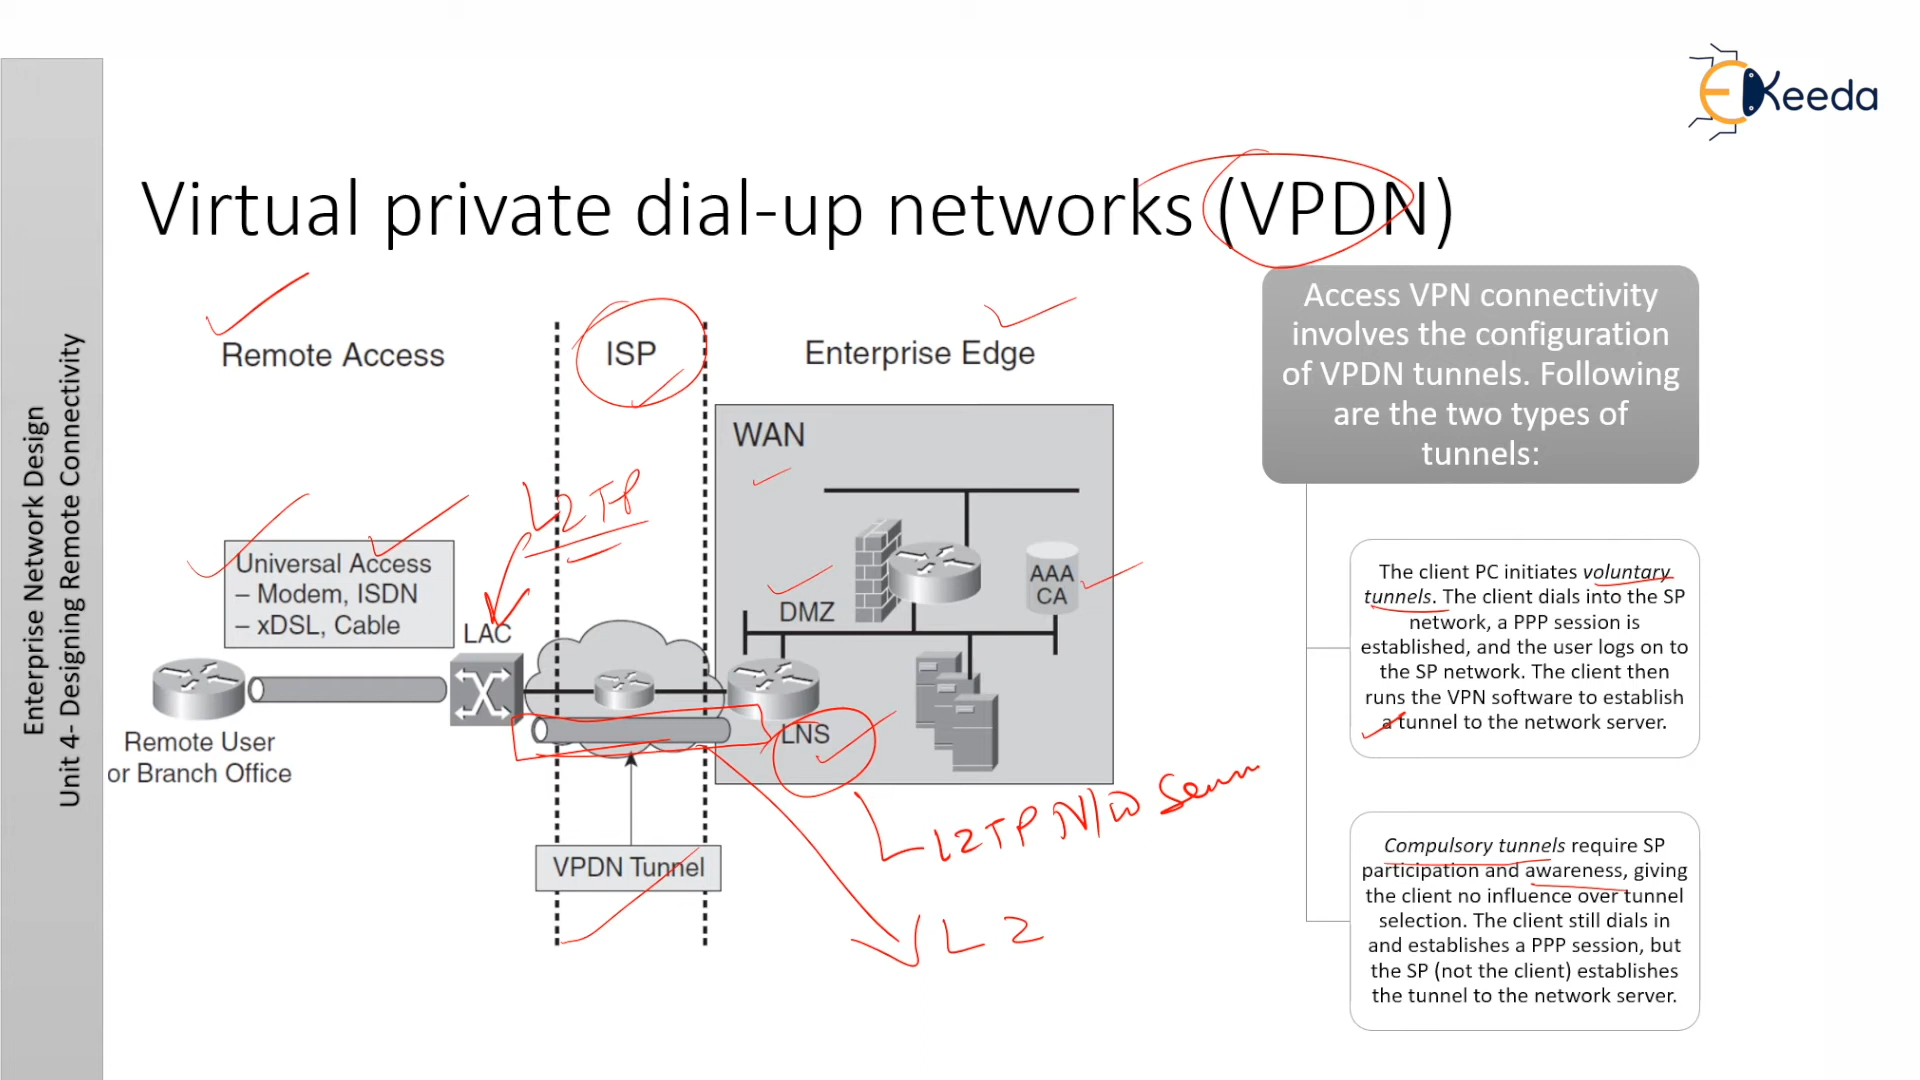 Keeda
Enterprise Network Design
Unit 4- Designing Remote Connectivity
Virtual private dial-up networks (VPDN)
Remote Access
ISP
Enterprise Edge
WAN
L2TP
Universal Access
– Modem, ISDN
– xDSL, Cable
LAC
DMZ
AAA
CA
LNS
Remote User
or Branch Office
VPDN Tunnel
L2TP N/W
L2
Access VPN connectivity
involves the configuration
of VPDN tunnels. Following
are the two types of
tunnels:
The client PC initiates voluntary
tunnels. The client dials into the SP
network, a PPP session is
established, and the user logs on to
the SP network. The client then
runs the VPN software to establish
a tunnel to the network server.
Compulsory tunnels require SP
participation and awareness, giving
the client no influence over tunnel
selection. The client still dials in
and establishes a PPP session, but
the SP (not the client) establishes
the tunnel to the network server.